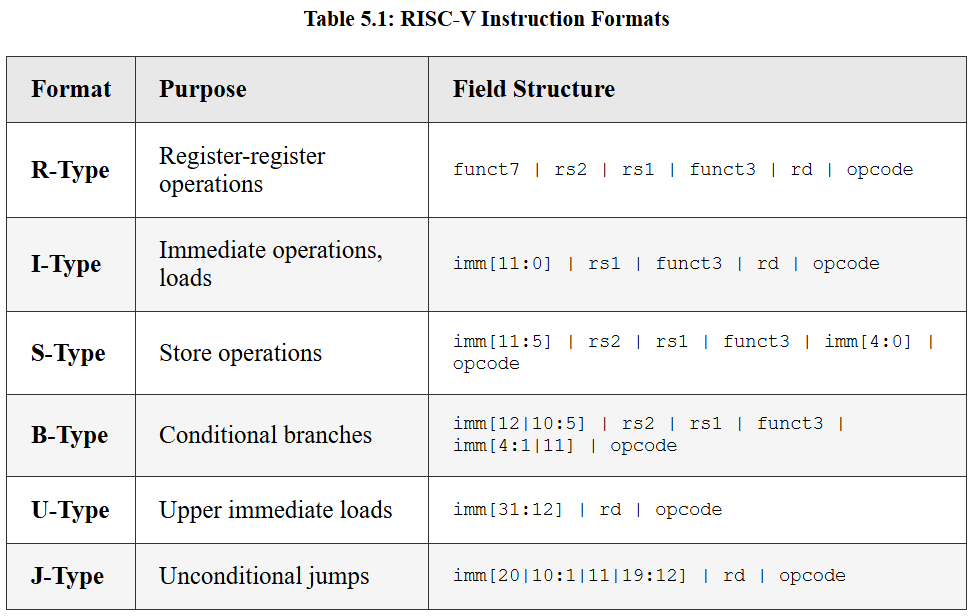 Table 5.1: RISC-V Instruction Formats
Format Purpose Field Structure
R-Type Register-register operations funct7 | rs2 | rs1 | funct3 | rd | opcode
I-Type Immediate operations, loads imm[11:0] | rs1 | funct3 | rd | opcode
S-Type Store operations imm[11:5] | rs2 | rs1 | funct3 | imm[4:0] | opcode
B-Type Conditional branches imm[12|10:5] | rs2 | rs1 | funct3 | imm[4:1|11] | opcode
U-Type Upper immediate loads imm[31:12] | rd | opcode
J-Type Unconditional jumps imm[20|10:1|11|19:12] | rd | opcode